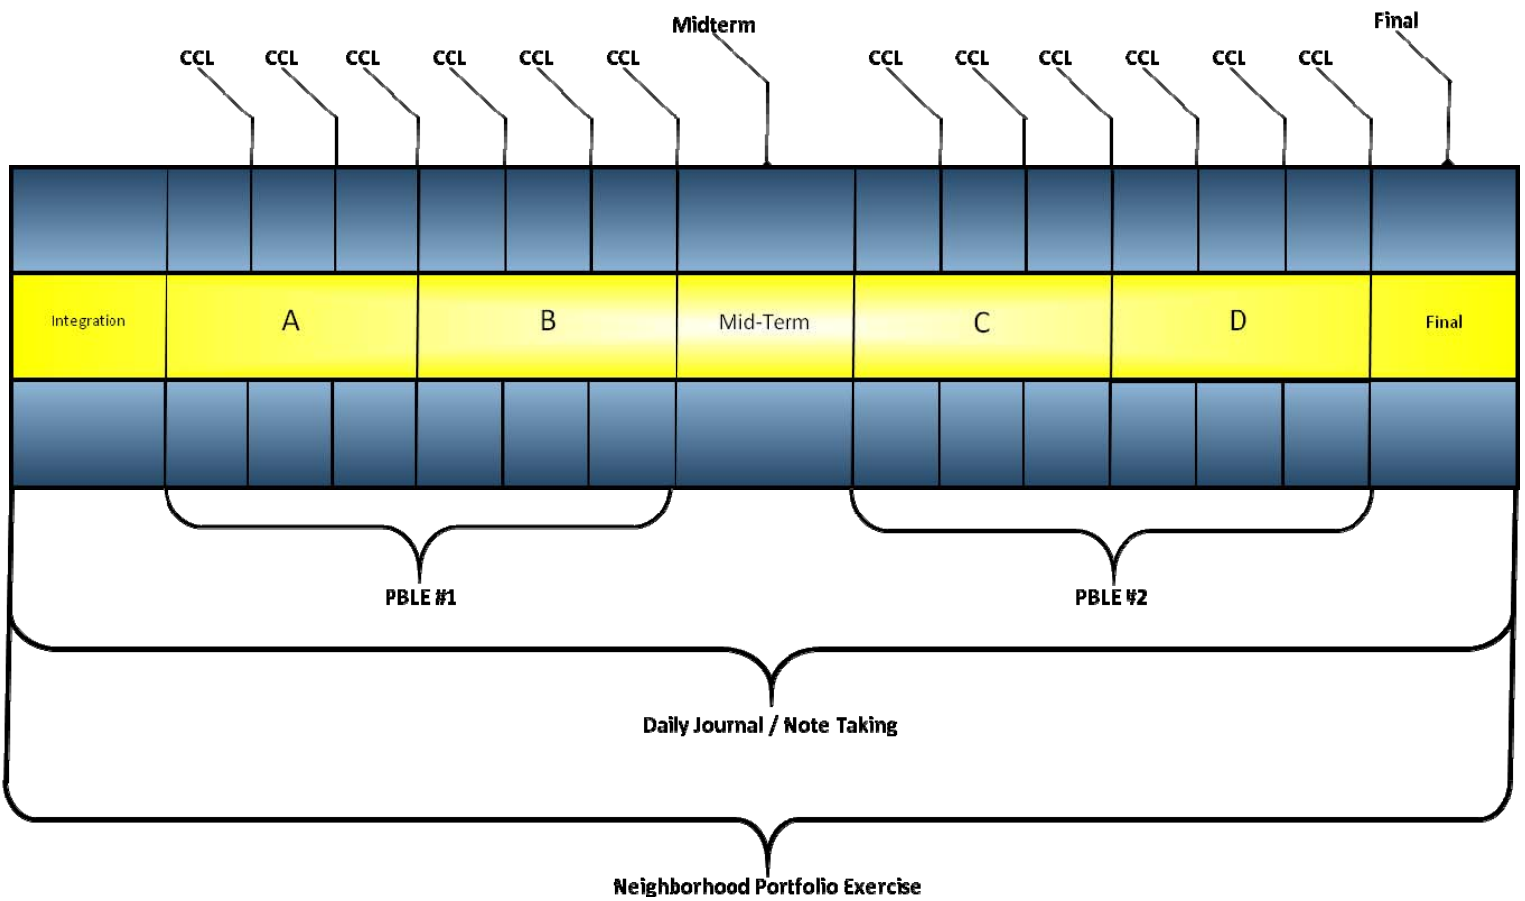 Midterm
Final
CCL CCL CCL CCL CCL CCL CCL CCL CCL CCL CCL CCL
Integration A B Mid-Term C D Final
PBLE #1
PBLE #2
Daily Journal / Note Taking
Neighborhood Portfolio Exercise